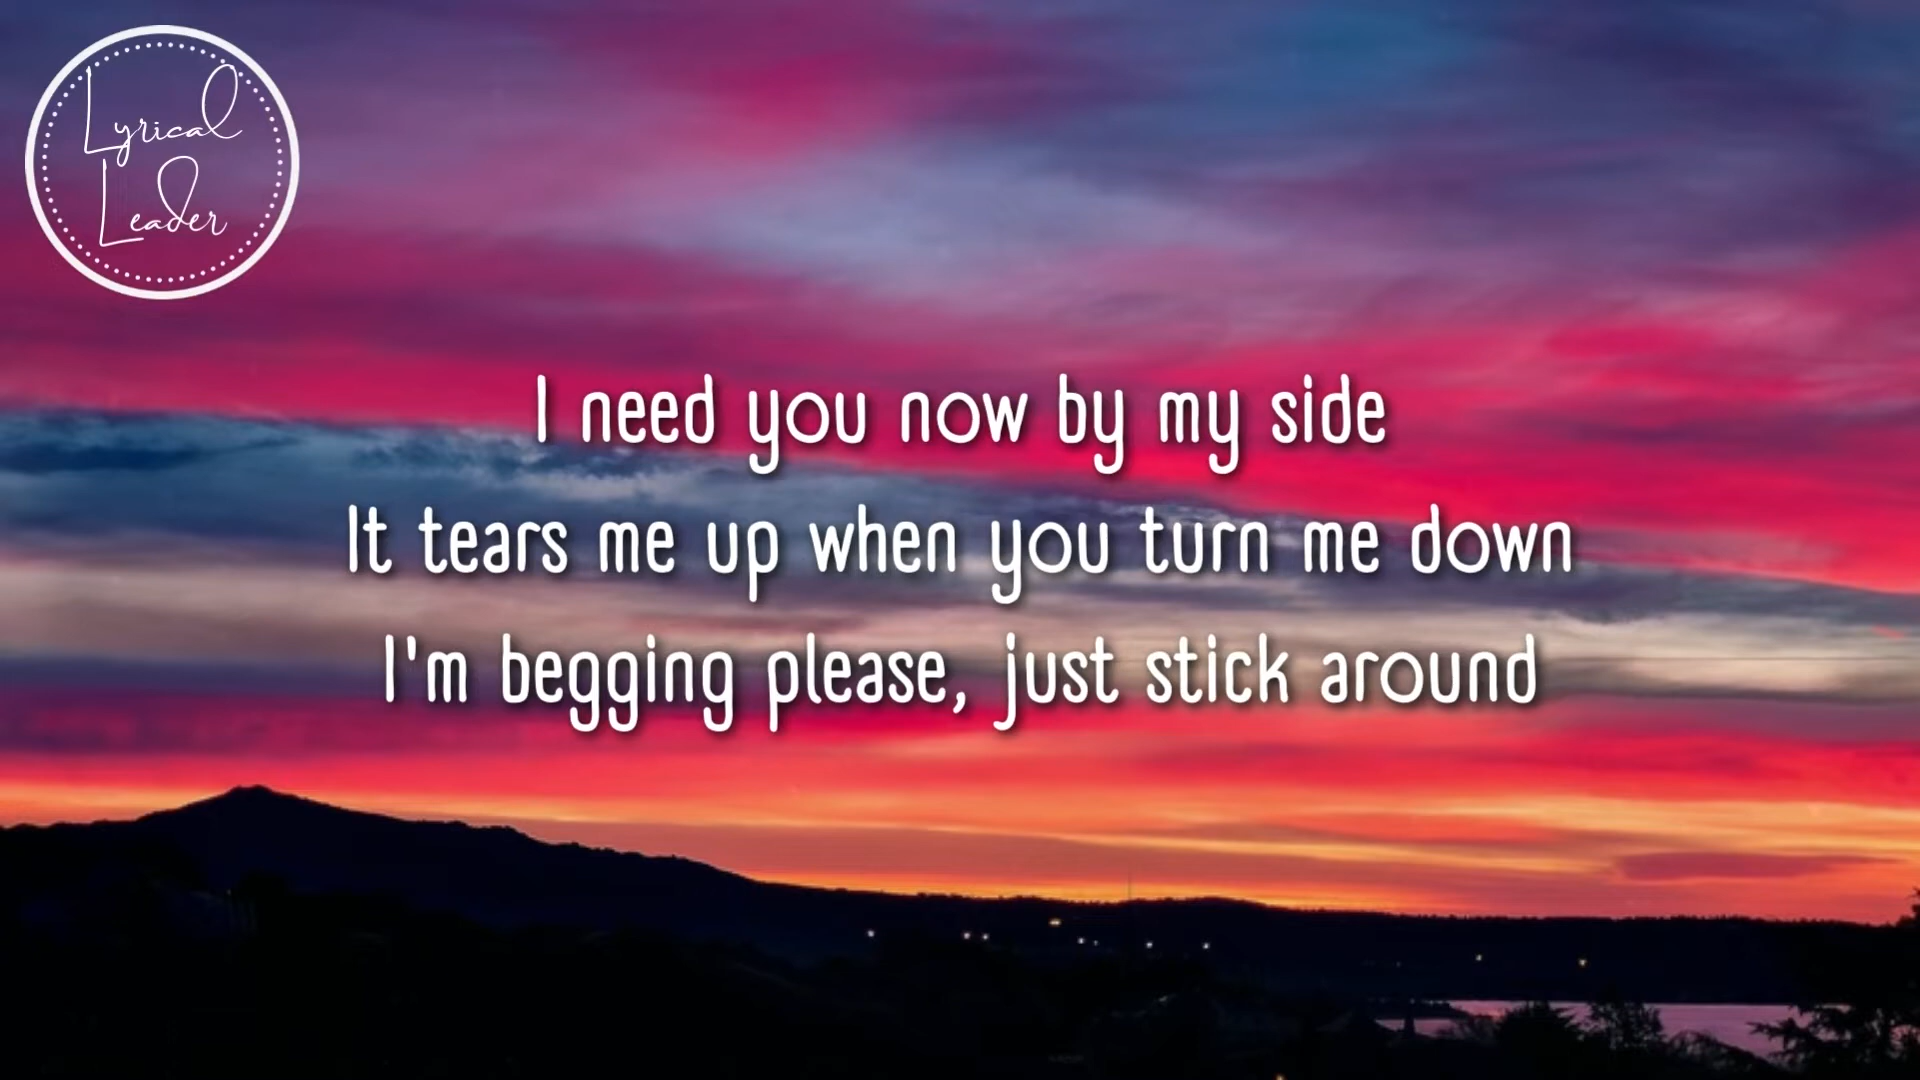 Lyrical
Leader
I need you now by my side
It tears me up when you turn me down
I'm begging please, just stick around